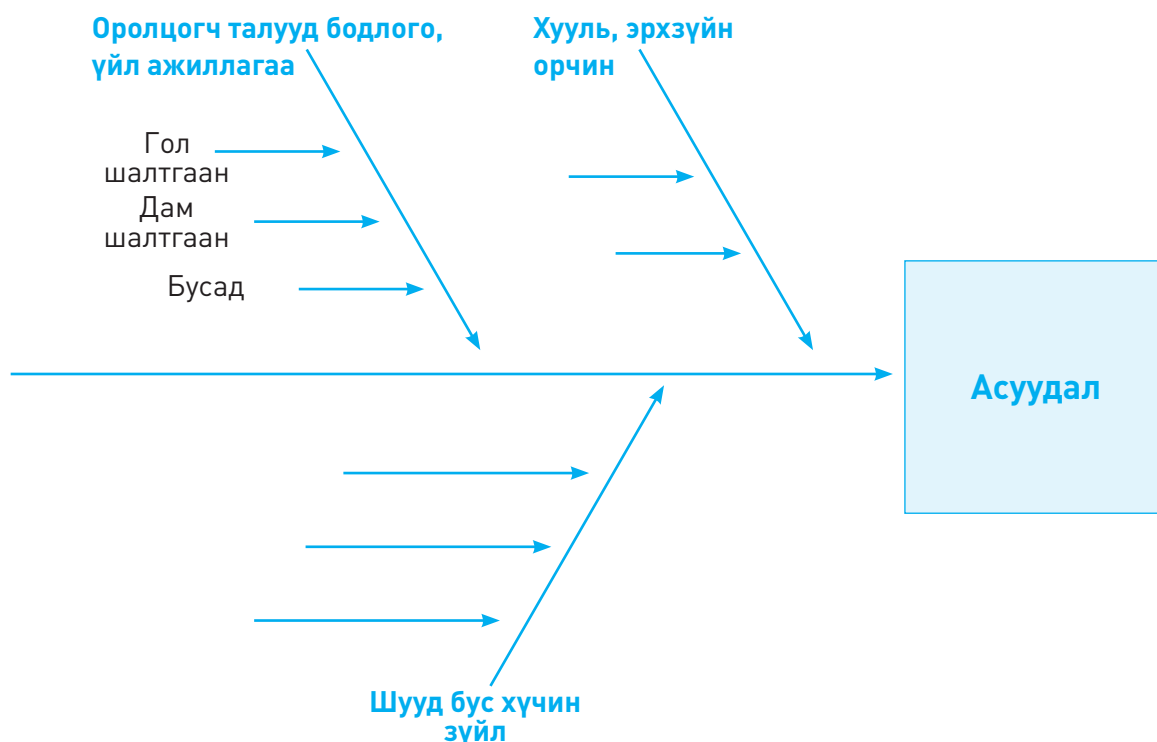 Оролцогч талууд бодлого,
үйл ажиллагаа
Хууль, эрхзүйн
орчин
Гол
шалтгаан
Дам
шалтгаан
Бусад
Асуудал
Шууд бус хүчин
зүйл